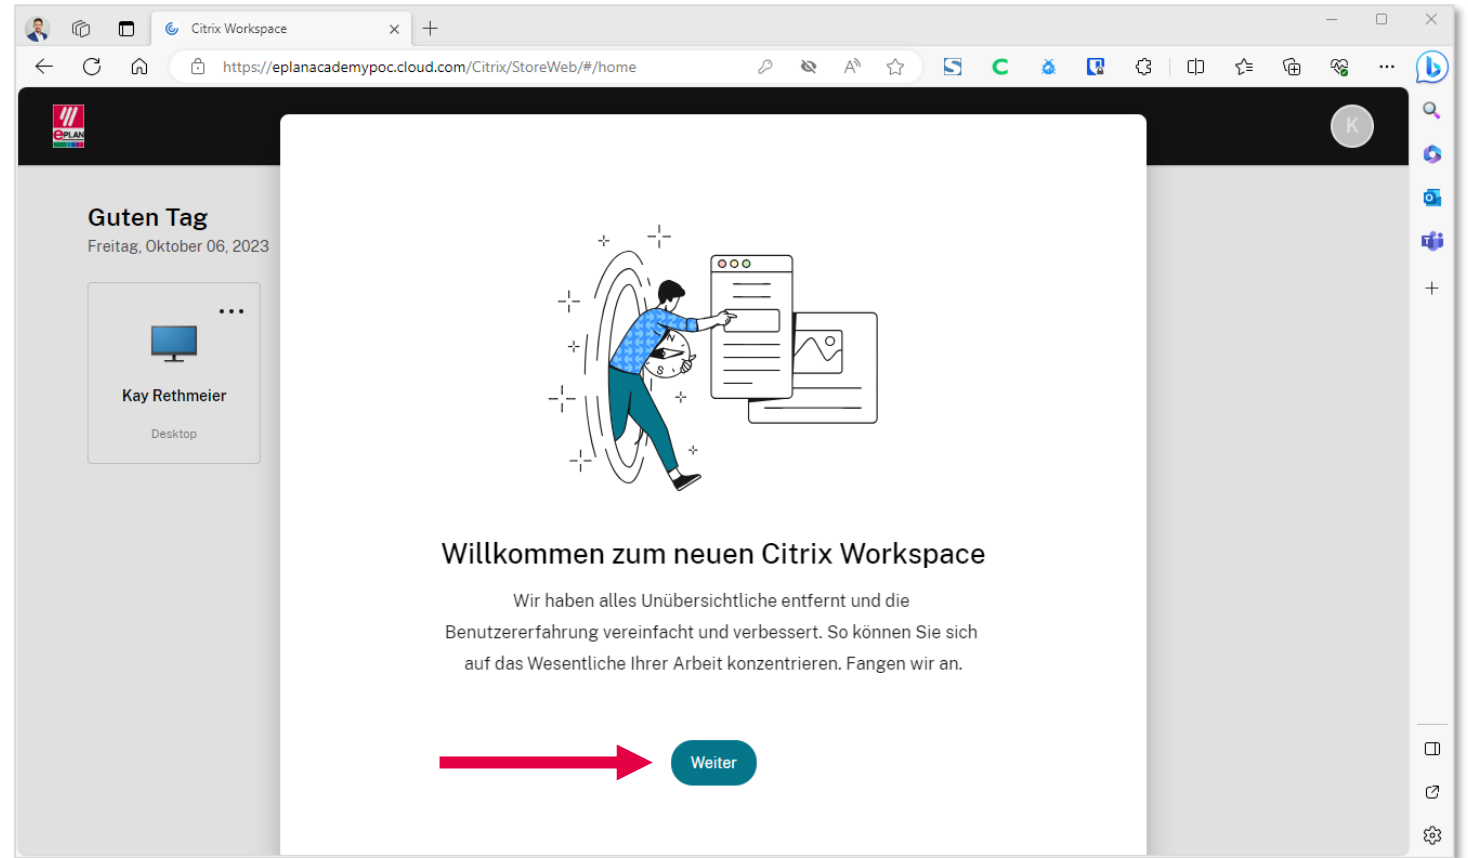 Citrix Workspace
https://eplanacademypoc.cloud.com/Citrix/StoreWeb/#/home
ePLAN
K
Guten Tag
Freitag, Oktober 06, 2023
Kay Rethmeier
Desktop
N
S
Willkommen zum neuen Citrix Workspace
Wir haben alles Unübersichtliche entfernt und die
Benutzererfahrung vereinfacht und verbessert. So können Sie sich
auf das Wesentliche Ihrer Arbeit konzentrieren. Fangen wir an.
Weiter